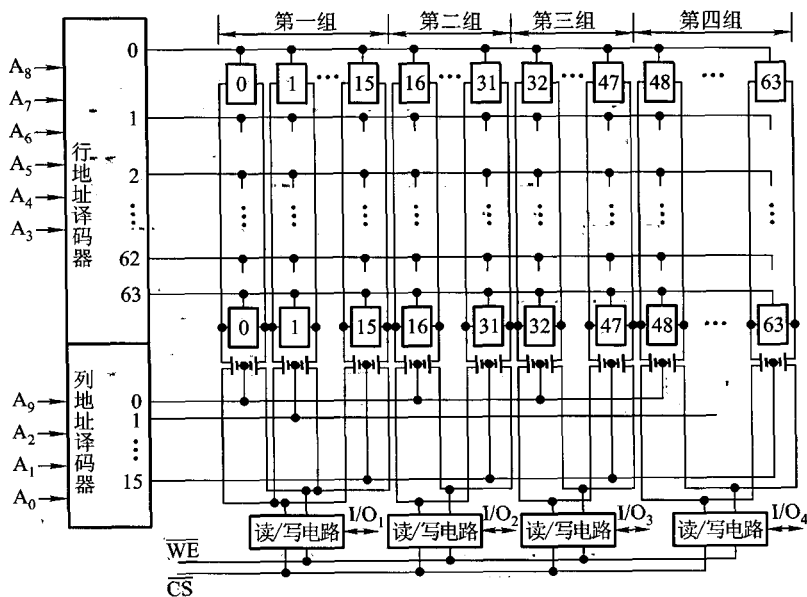 第一组 第二组 第三组 第四组
行地址译码器
A8
A7
A6
A5
A4
A3
0
1
2
⋮
62
63
0 1 … 15 16 … 31 32 … 47 48 … 63
0 1 15 16 31 32 47 48 … 63
列地址译码器
A9
A2
A1
A0
0
1
⋮
15
读/写电路 I/O1 读/写电路 I/O2 读/写电路 I/O3 读/写电路 I/O4
W̅E̅
C̅S̅